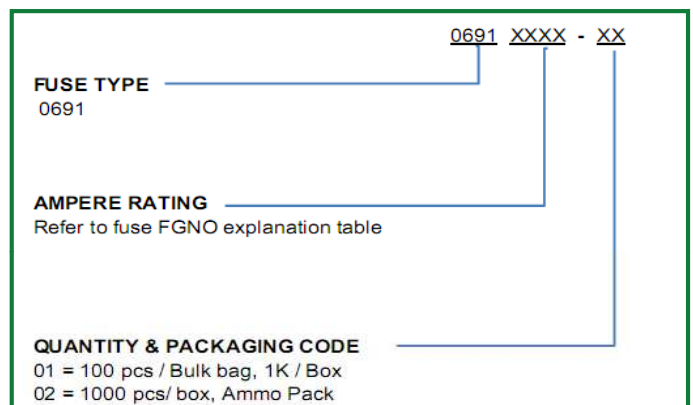 0691 XXXX - XX
FUSE TYPE
0691
AMPERE RATING
Refer to fuse FGNO explanation table
QUANTITY & PACKAGING CODE
01 = 100 pcs / Bulk bag, 1K / Box
02 = 1000 pcs/ box, Ammo Pack